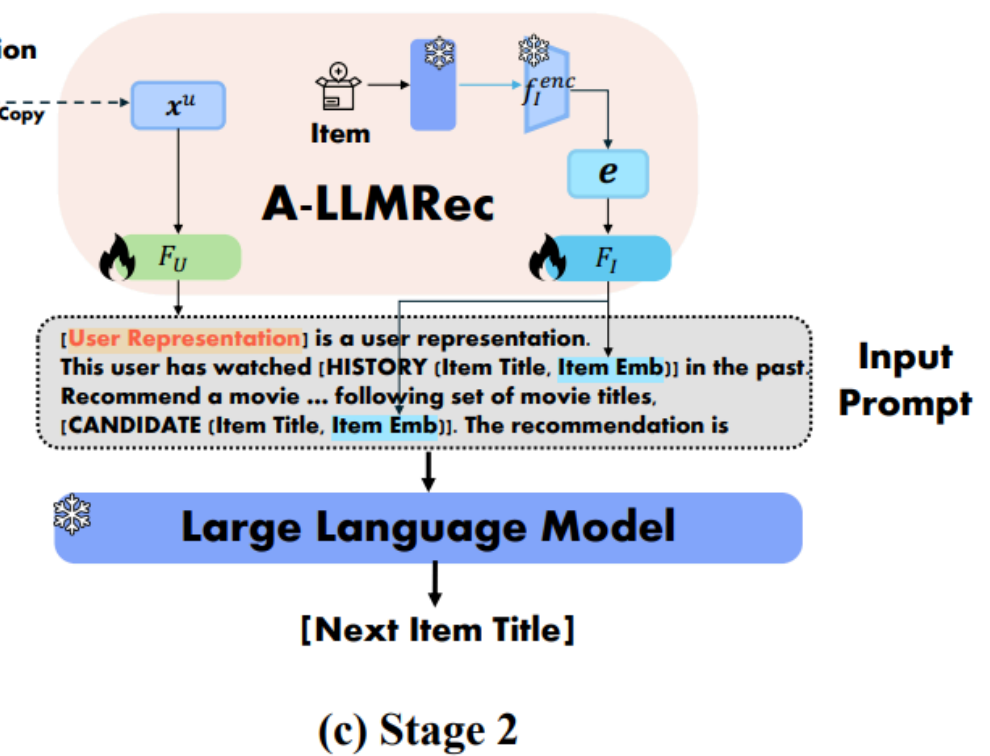 ion
Copy
x^u
Item
f_I^{enc}
e
A-LLMRec
F_U
F_I
[User Representation] is a user representation.
This user has watched [HISTORY (Item Title, Item Emb)] in the past.
Recommend a movie ... following set of movie titles,
[CANDIDATE (Item Title, Item Emb)]. The recommendation is
Input
Prompt
Large Language Model
[Next Item Title]
(c) Stage 2